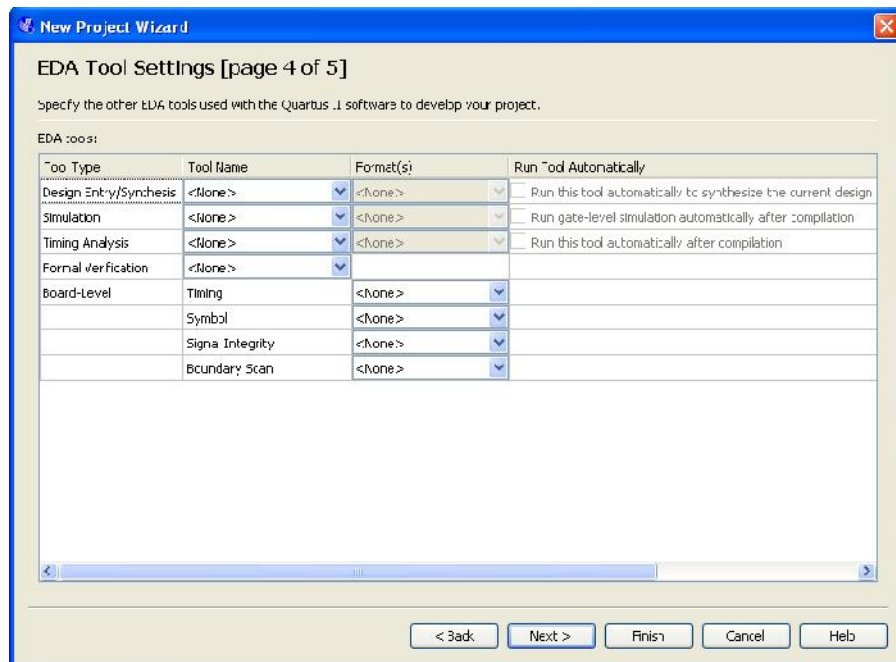 New Project Wizard
EDA Tool Settings [page 4 of 5]
Specify the other EDA tools used with the Quartus II software to develop your project.
EDA tools:
Tool Type Tool Name Format(s) Run Tool Automatically
Design Entry/Synthesis <None> <None> Run this tool automatically to synthesize the current design
Simulation <None> <None> Run gate-level simulation automatically after compilation
Timing Analysis <None> <None> Run this tool automatically after compilation
Formal Verification <None>
Board-Level Timing <None>
Symbol <None>
Signal Integrity <None>
Boundary Scan <None>
< Back Next > Finish Cancel Help